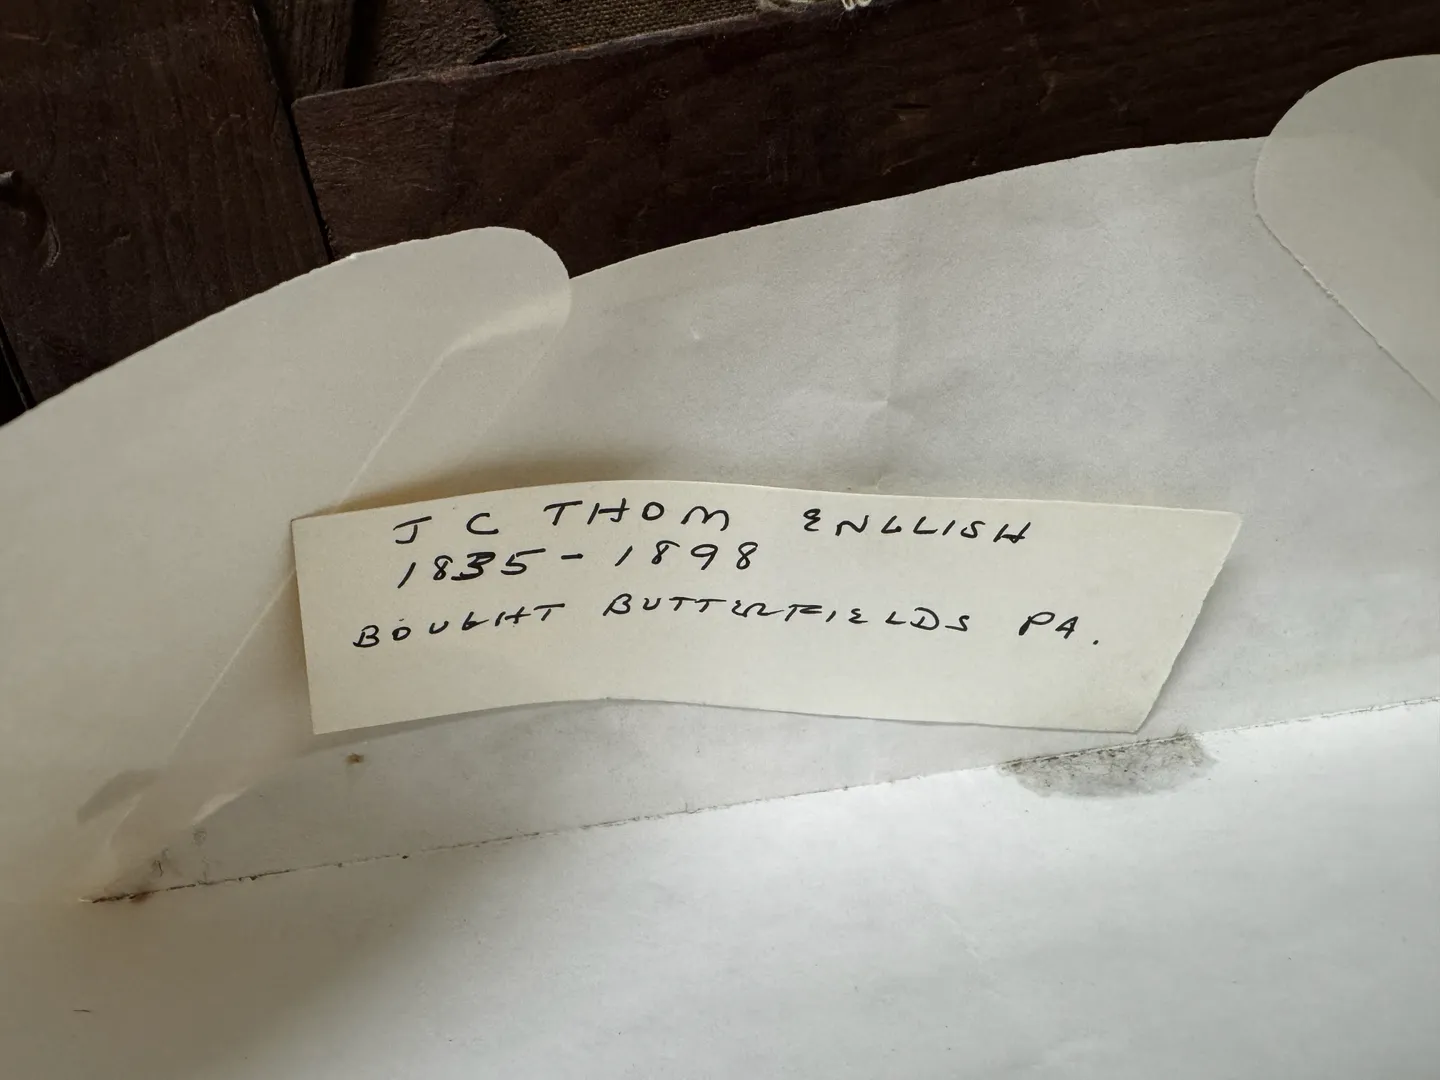 J C THOM ENGLISH
1835-1898
BOUGHT BUTTERFIELDS PA.